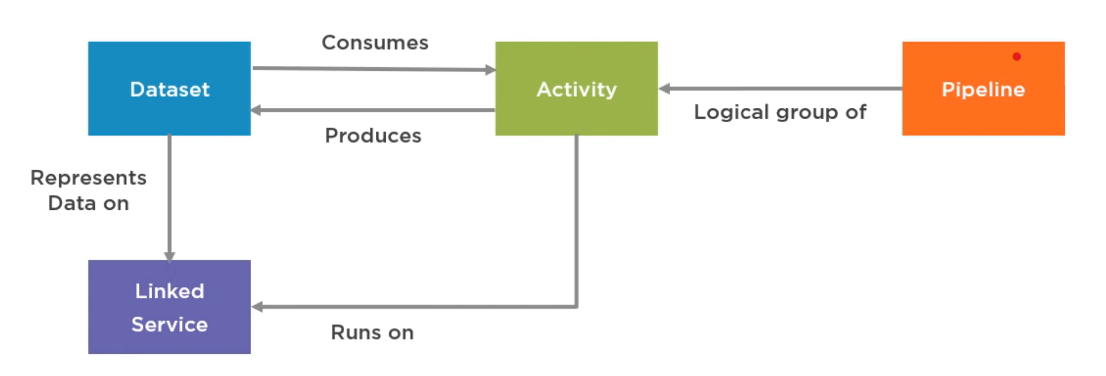 Consumes
Dataset
Activity
Pipeline
Logical group of
Produces
Represents
Data on
Linked
Service
Runs on